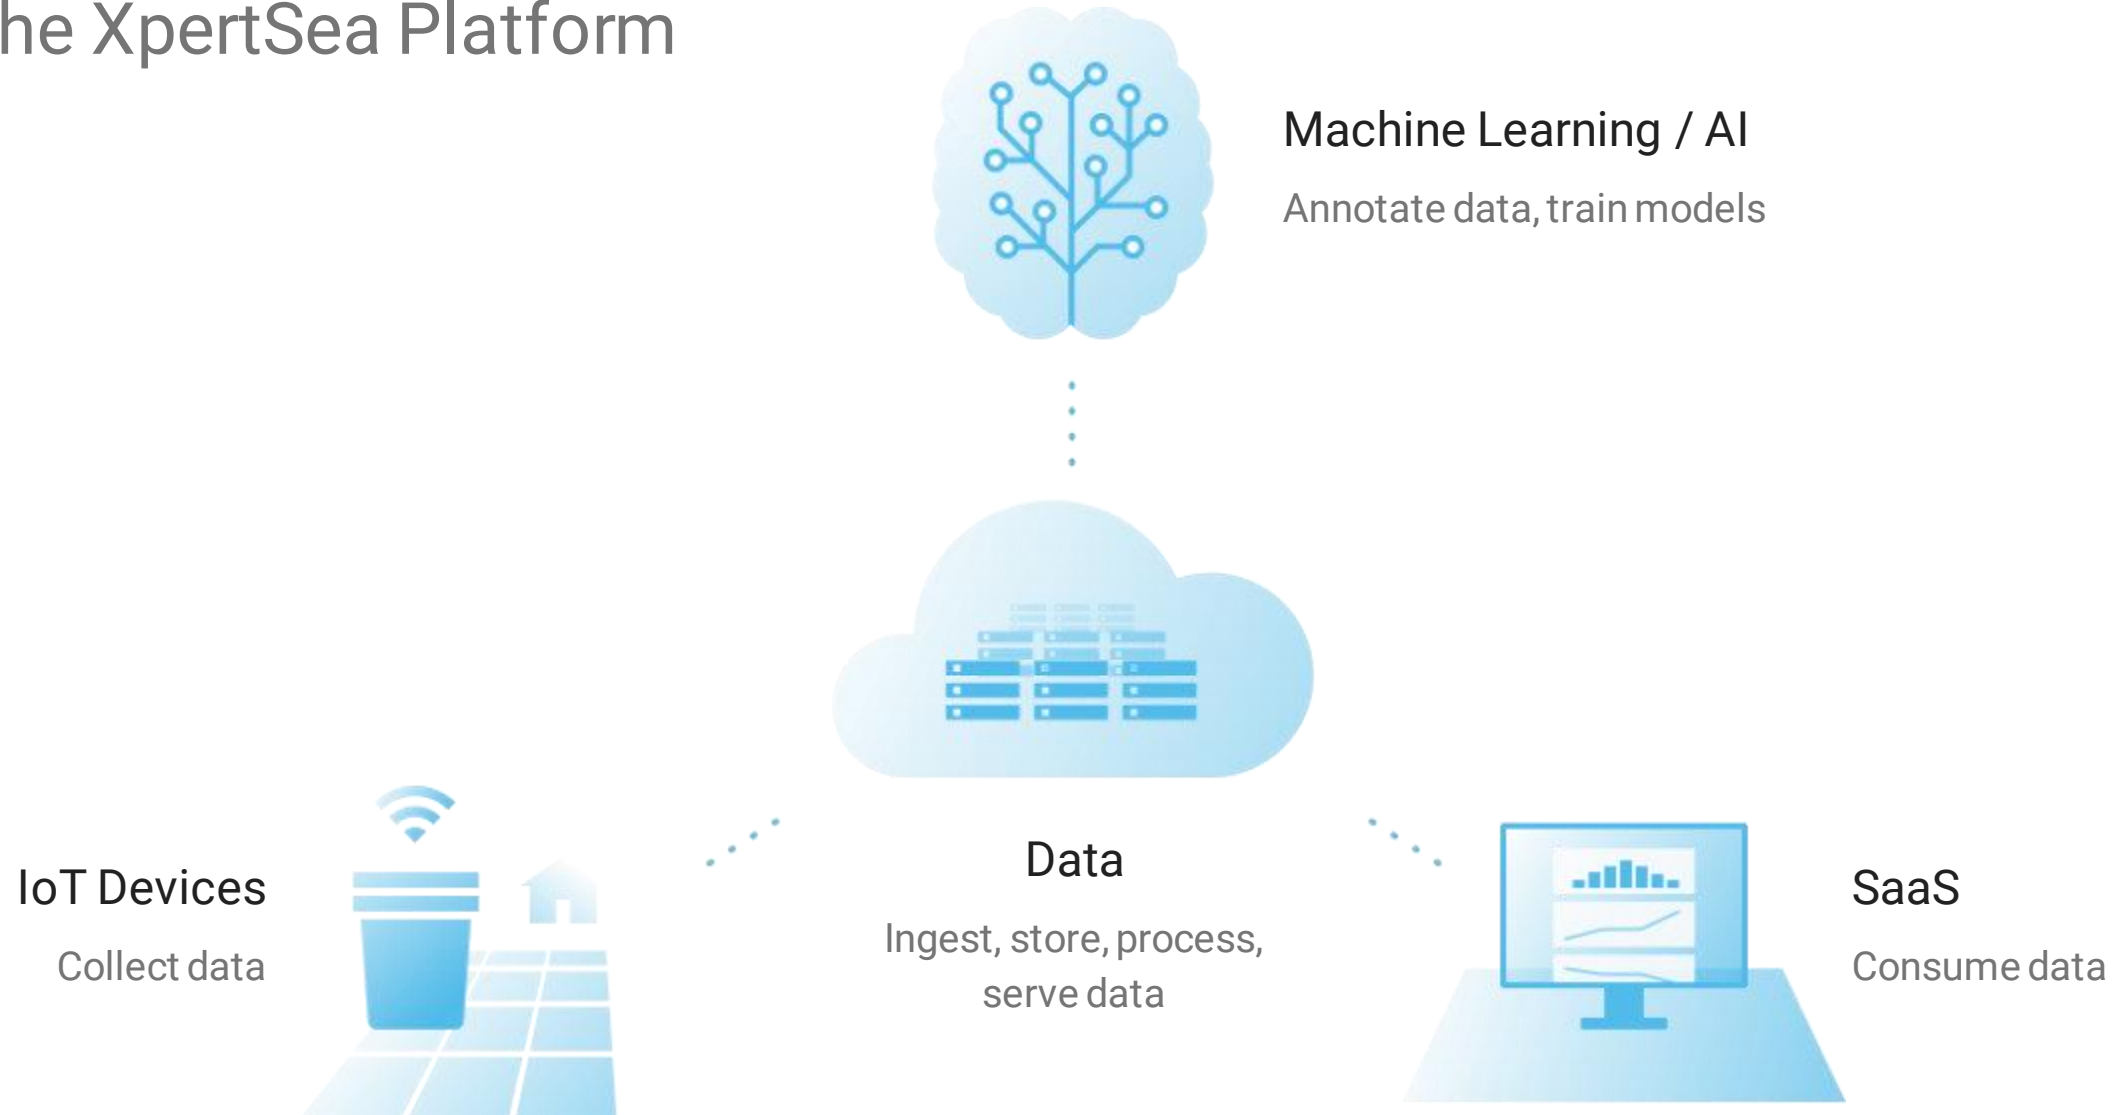 he XpertSea Platform
Machine Learning / AI
Annotate data, train models
IoT Devices
Collect data
Data
Ingest, store, process,
serve data
SaaS
Consume data